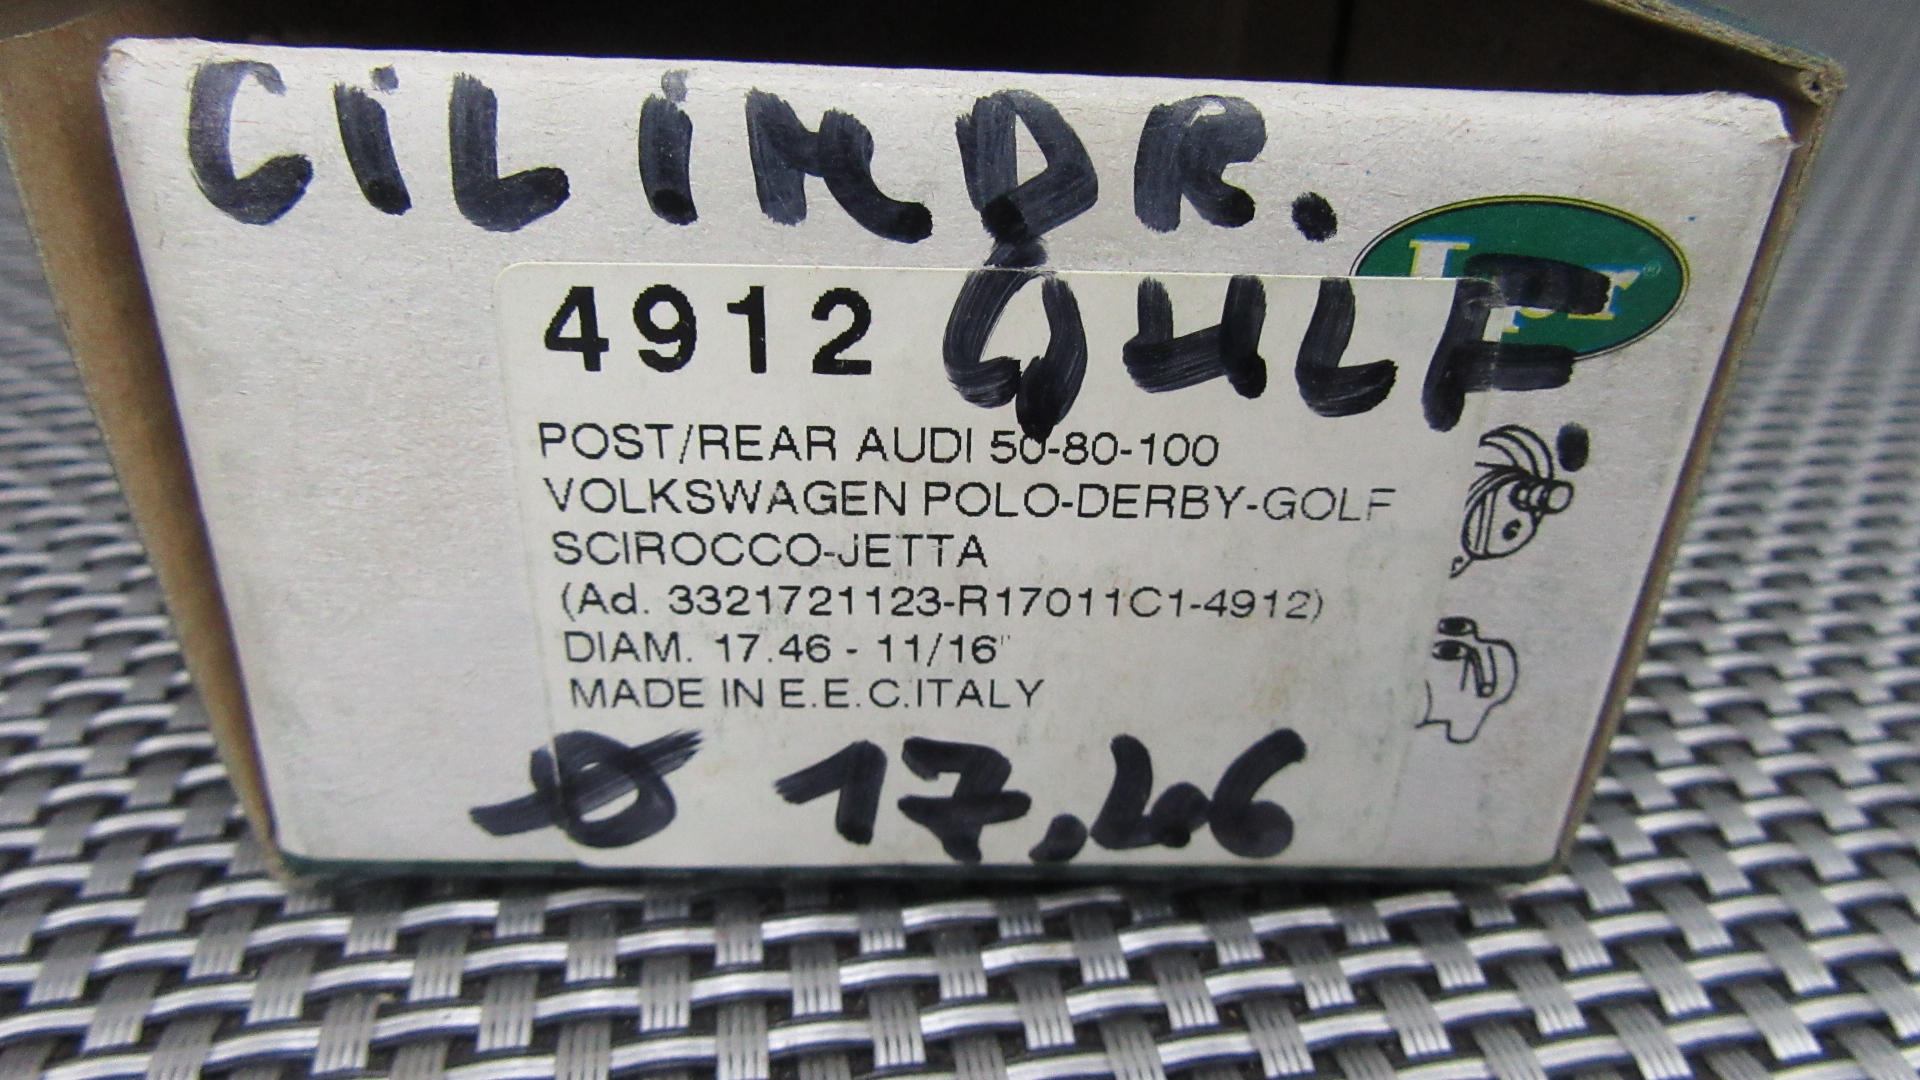 CiLiNDR.
4912
POST/REAR AUDI 50-80-100
VOLKSWAGEN POLO-DERBY-GOLF
SCIROCCO-JETTA
(Ad. 3321721123-R17011C1-4912)
DIAM. 17.46 - 11/16"
MADE IN E.E.C.ITALY
ø 17,46